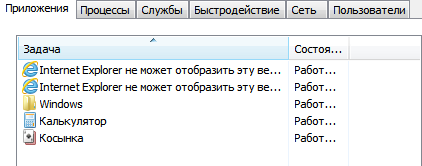 Приложения Процессы Службы Быстродействие Сеть Пользователи
Задача Состоя...
Internet Explorer не может отобразить эту ве... Работ...
Internet Explorer не может отобразить эту ве... Работ...
Windows Работ...
Калькулятор Работ...
Косынка Работ...